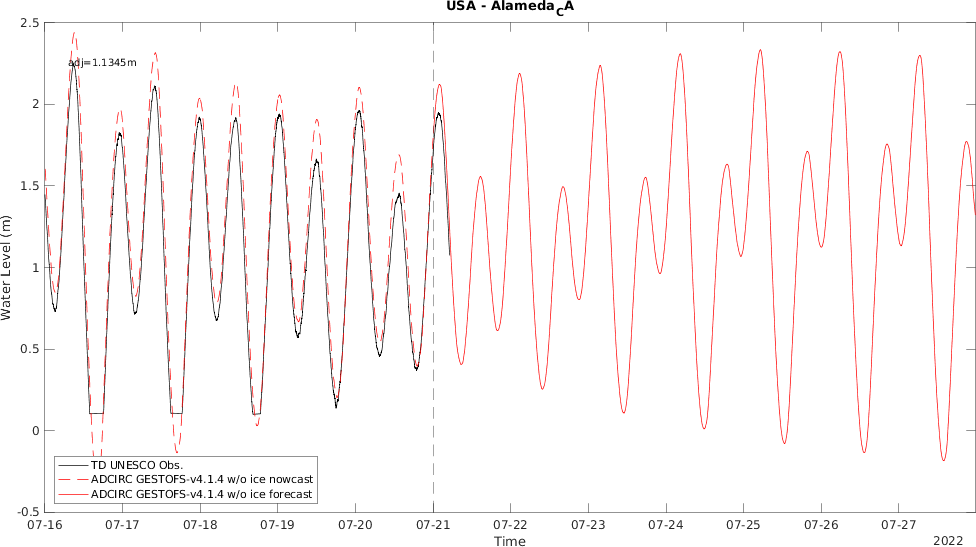 USA - Alameda_CA
2.5
adj=1.1345m
2
1.5
1
0.5
0
-0.5
Water Level (m)
TD UNESCO Obs.
ADCIRC GESTOFS-v4.1.4 w/o ice nowcast
ADCIRC GESTOFS-v4.1.4 w/o ice forecast
07-16 07-17 07-18 07-19 07-20 07-21 07-22 07-23 07-24 07-25 07-26 07-27
Time
2022